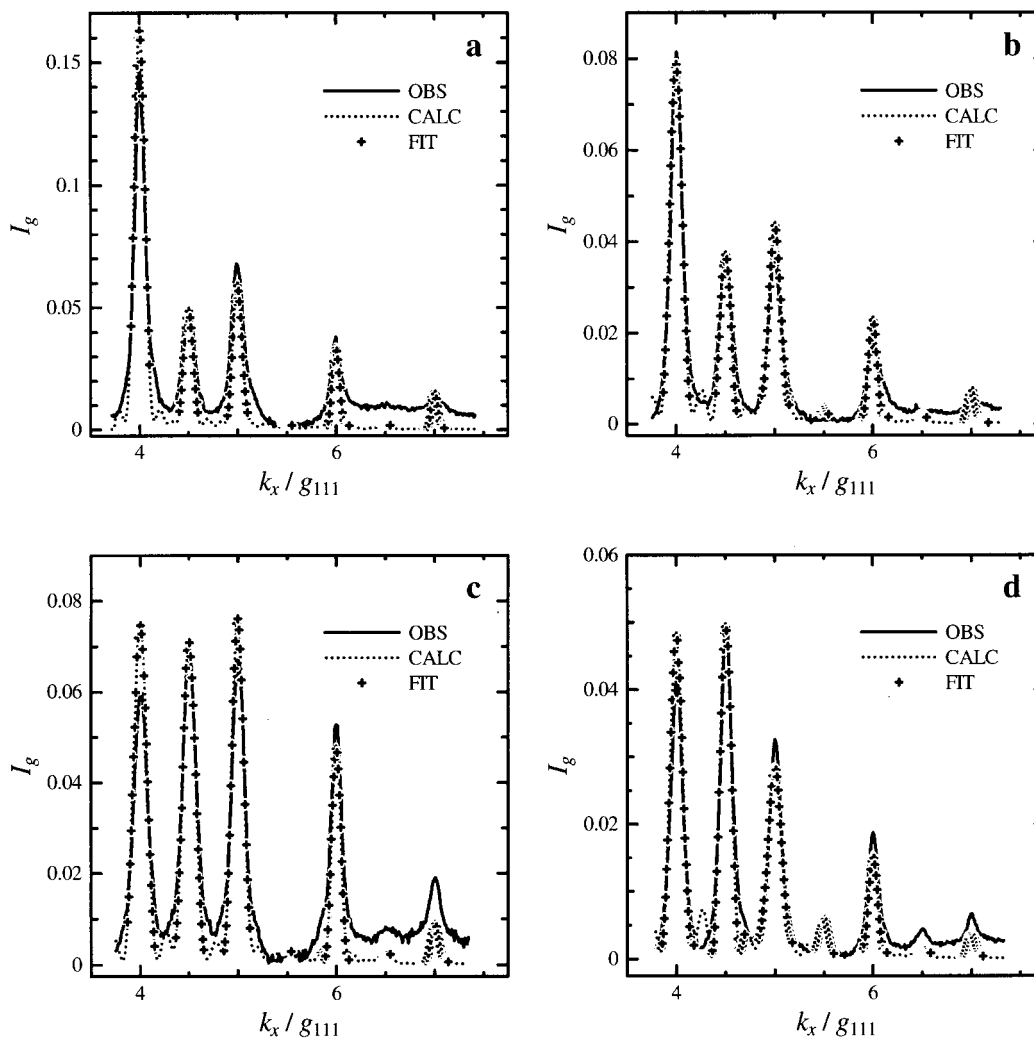 a
0.15
0.1
0.05
0
I_g
OBS
CALC
FIT
4
6
k_x / g_111
b
0.08
0.06
0.04
0.02
0
I_g
OBS
CALC
FIT
4
6
k_x / g_111
c
0.08
0.06
0.04
0.02
0
I_g
OBS
CALC
FIT
4
6
k_x / g_111
d
0.06
0.04
0.02
0
I_g
OBS
CALC
FIT
4
6
k_x / g_111